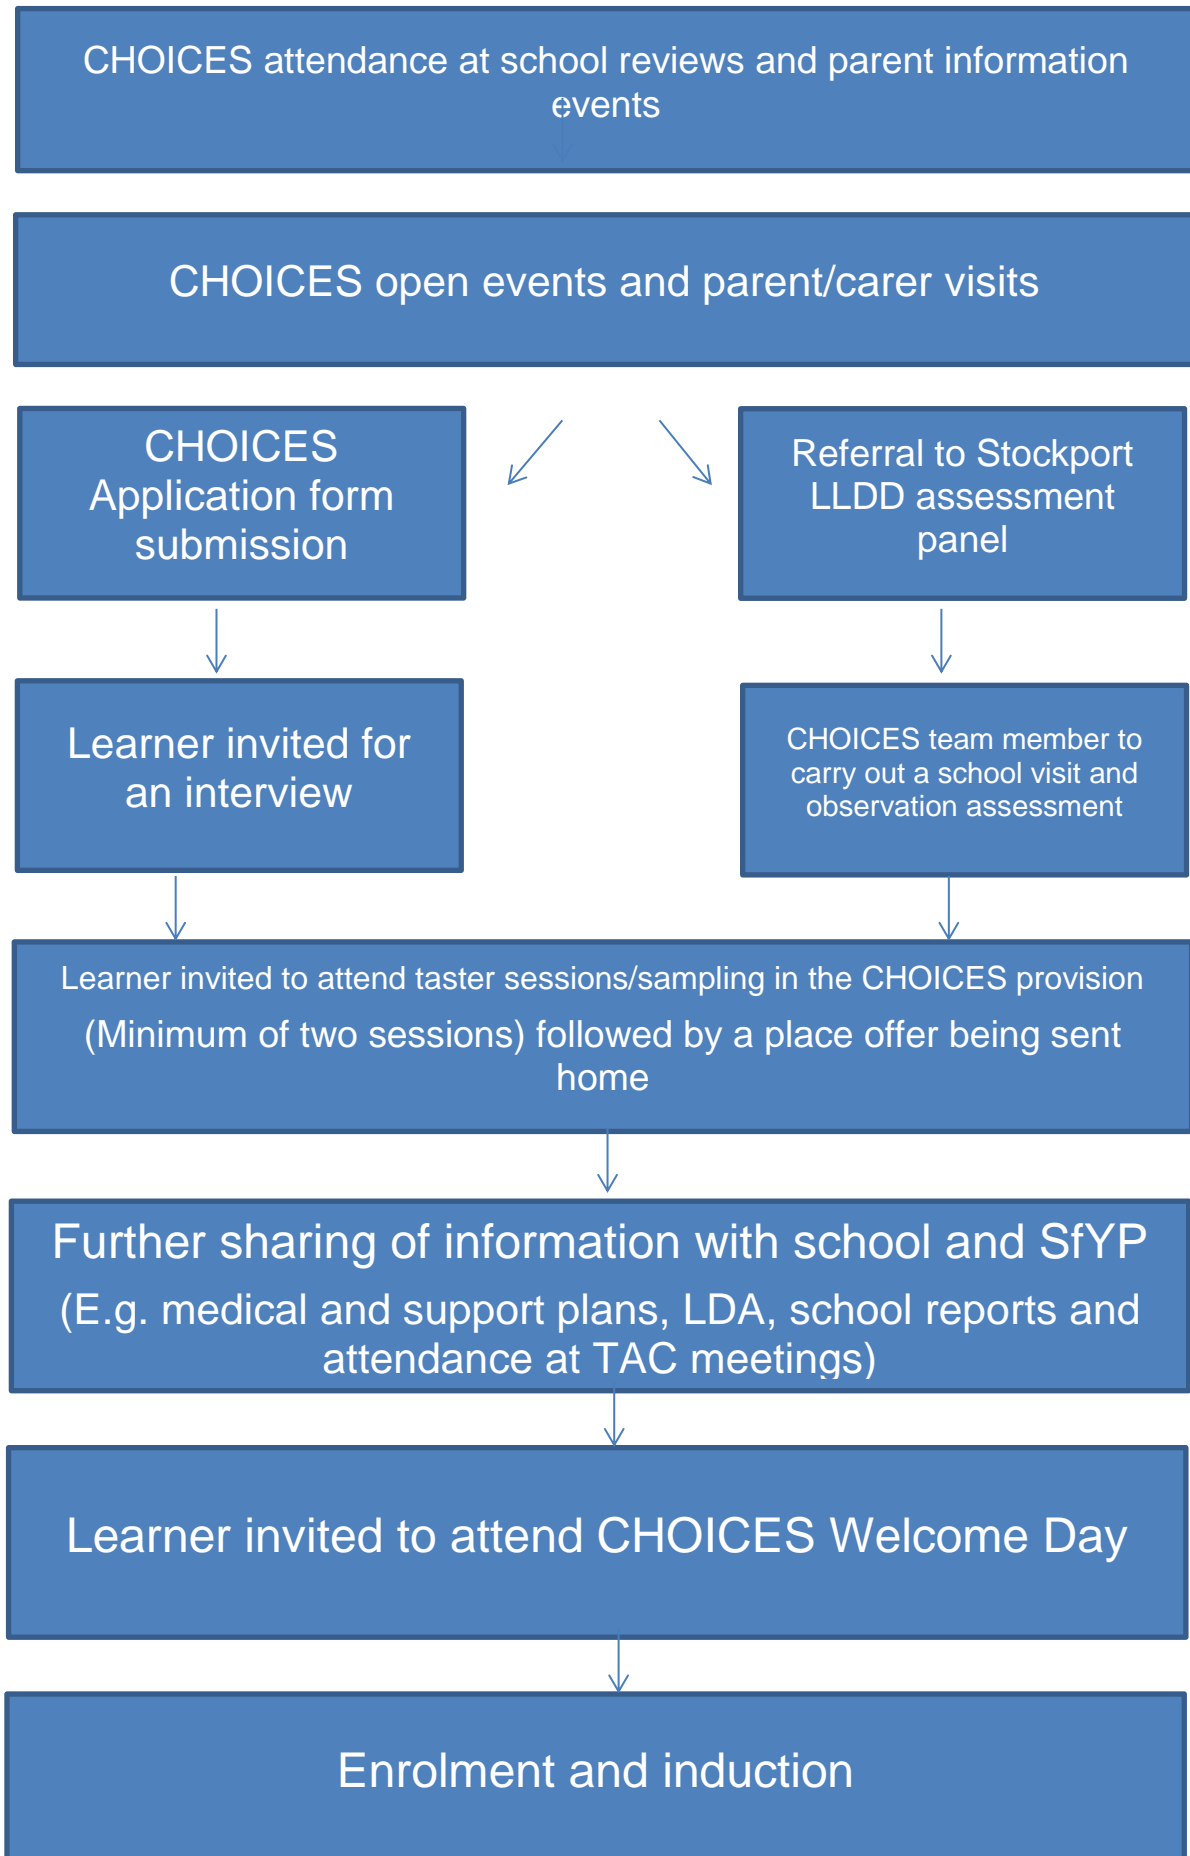 CHOICES attendance at school reviews and parent information
events
CHOICES open events and parent/carer visits
CHOICES
Application form
submission
Referral to Stockport
LLDD assessment
panel
Learner invited for
an interview
CHOICES team member to
carry out a school visit and
observation assessment
Learner invited to attend taster sessions/sampling in the CHOICES provision
(Minimum of two sessions) followed by a place offer being sent
home
Further sharing of information with school and SfYP
(E.g. medical and support plans, LDA, school reports and
attendance at TAC meetings)
Learner invited to attend CHOICES Welcome Day
Enrolment and induction